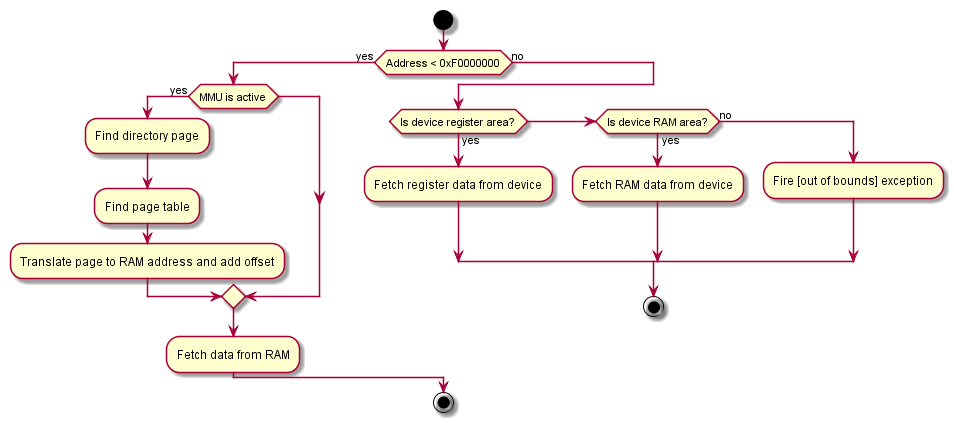 yes
Address < 0xF0000000
no
yes
MMU is active
Find directory page
Find page table
Translate page to RAM address and add offset
Fetch data from RAM
Is device register area?
yes
Fetch register data from device
Is device RAM area?
yes
Fetch RAM data from device
no
Fire [out of bounds] exception